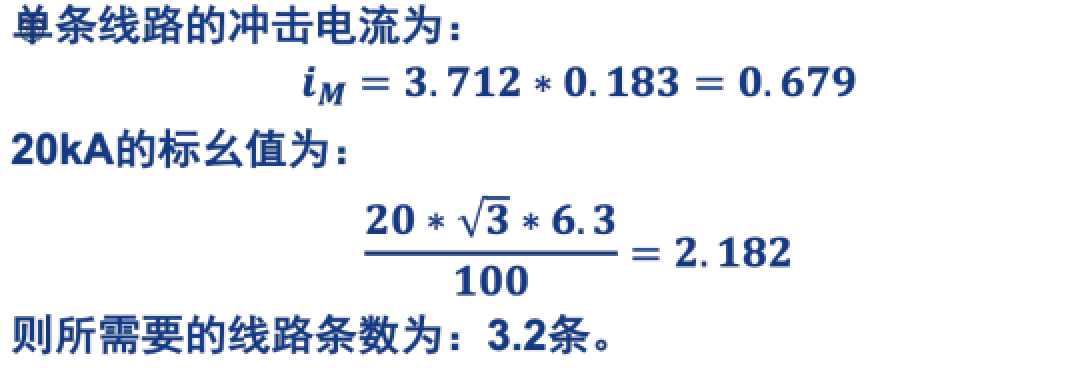 单条线路的冲击电流为：
i_M = 3.712 * 0.183 = 0.679
20kA的标幺值为：
\frac{20 * \sqrt{3} * 6.3}{100} = 2.182
则所需要的线路条数为：3.2条。